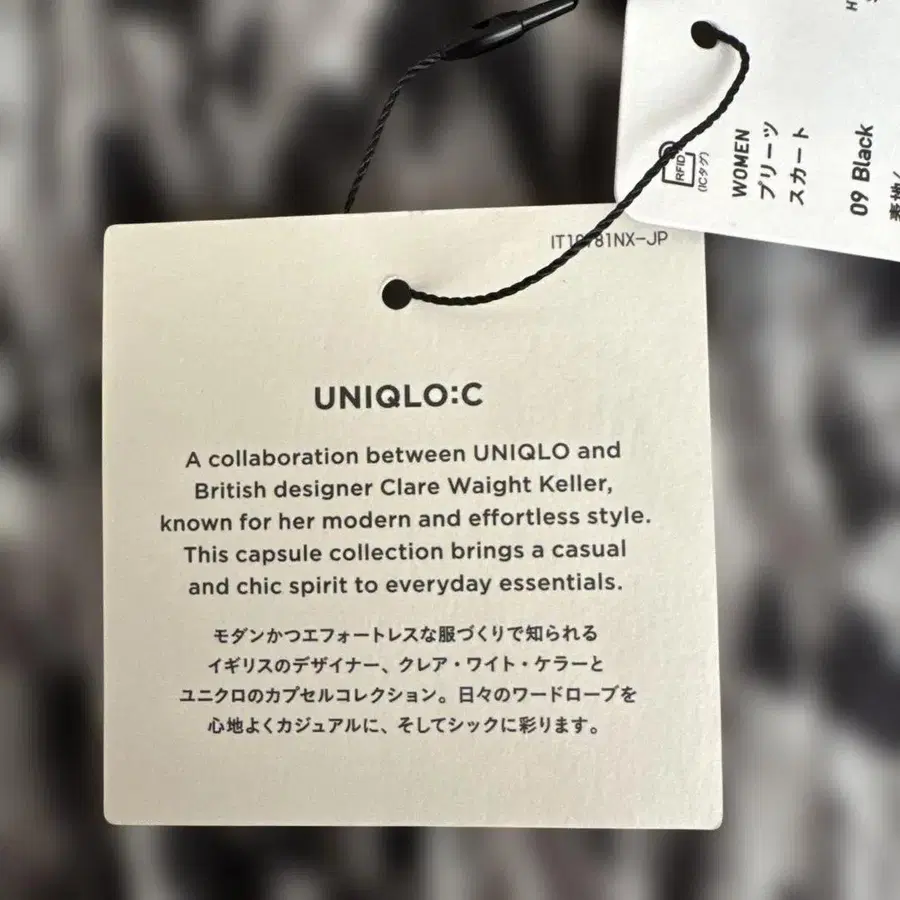 WOMEN
プリーツ
スカート
09 Black
RFID
(ICタグ)
UNIQLO:C
A collaboration between UNIQLO and
British designer Clare Waight Keller,
known for her modern and effortless style.
This capsule collection brings a casual
and chic spirit to everyday essentials.
モダンかつエフォートレスな服づくりで知られる
イギリスのデザイナー、クレア・ワイト・ケラーと
ユニクロのカプセルコレクション。日々のワードローブを
心地よくカジュアルに、そしてシックに彩ります。